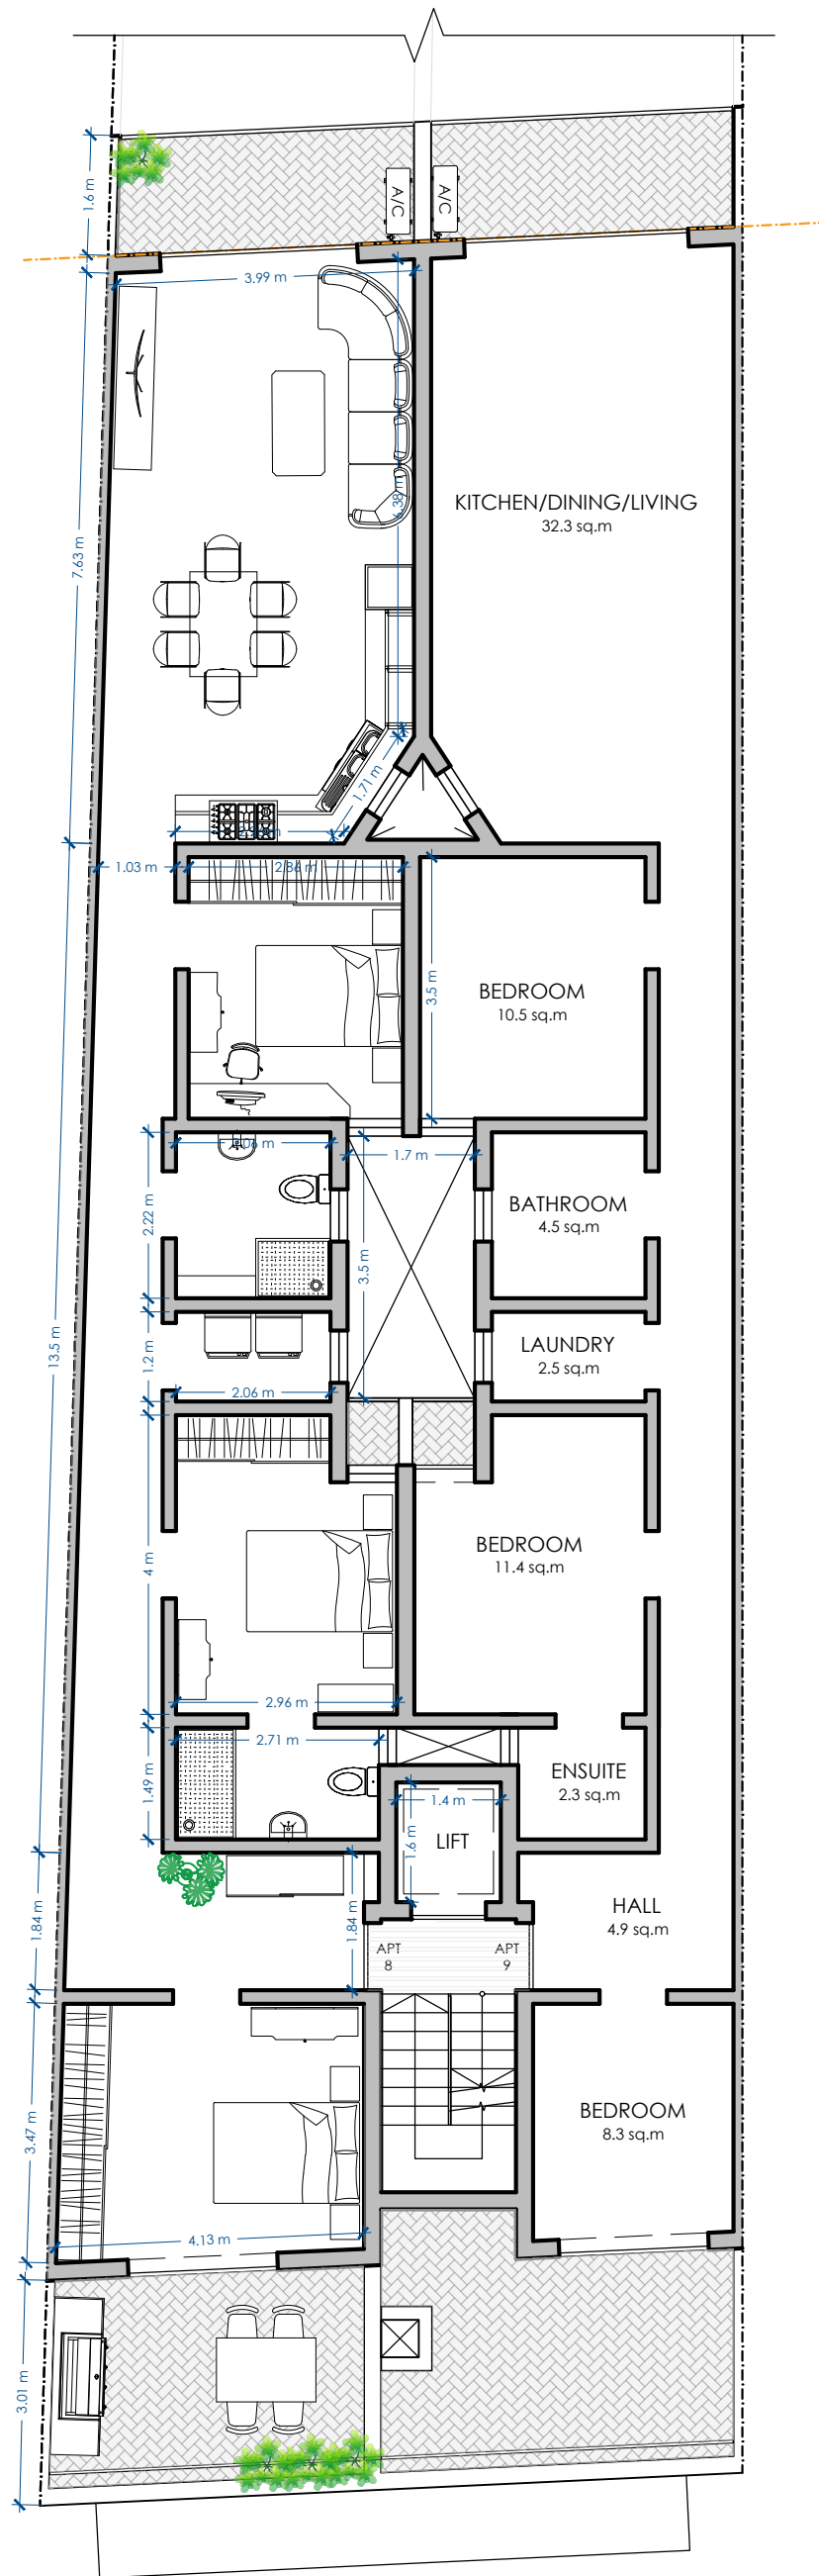 1.6 m
A/C
A/C
3.99 m
7.63 m
KITCHEN/DINING/LIVING
32.3 sq.m
1.71 m
1.03 m
2.86 m
3.5 m
BEDROOM
10.5 sq.m
2.06 m
1.7 m
2.22 m
BATHROOM
4.5 sq.m
3.5 m
13.5 m
1.2 m
LAUNDRY
2.5 sq.m
2.06 m
BEDROOM
11.4 sq.m
4 m
2.96 m
2.71 m
1.49 m
ENSUITE
2.3 sq.m
1.4 m
1.6 m
LIFT
1.84 m
1.84 m
HALL
4.9 sq.m
APT
8
APT
9
3.47 m
BEDROOM
8.3 sq.m
4.13 m
3.01 m